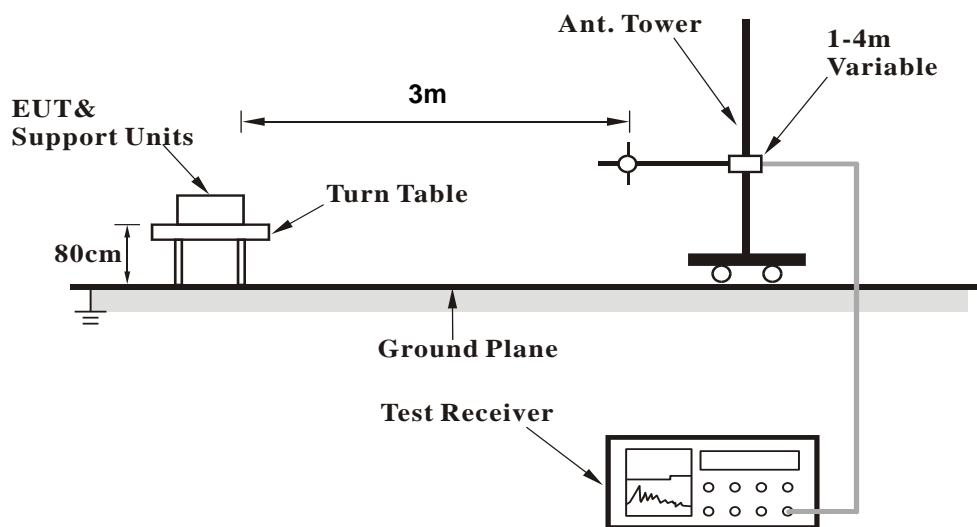 Ant. Tower
1-4m
Variable
3m
EUT&
Support Units
Turn Table
80cm
Ground Plane
Test Receiver